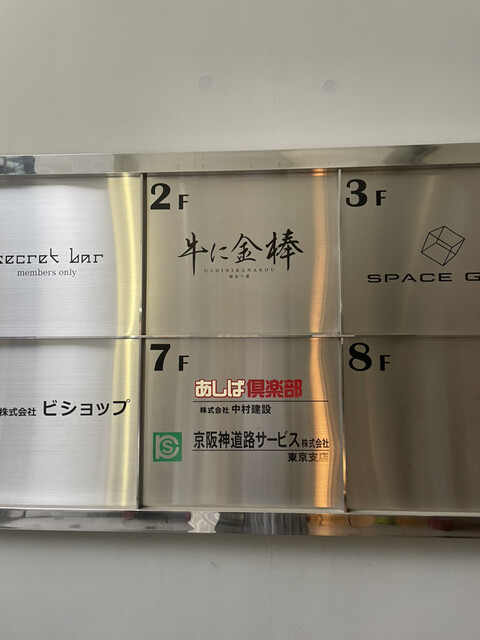 secret bar
members only
2F
牛に金棒
USHINIKANABOU
3F
SPACE G
株式会社 ビショップ
7F
あしば倶楽部
株式会社 中村建設
京阪神道路サービス株式会社
東京支店
8F